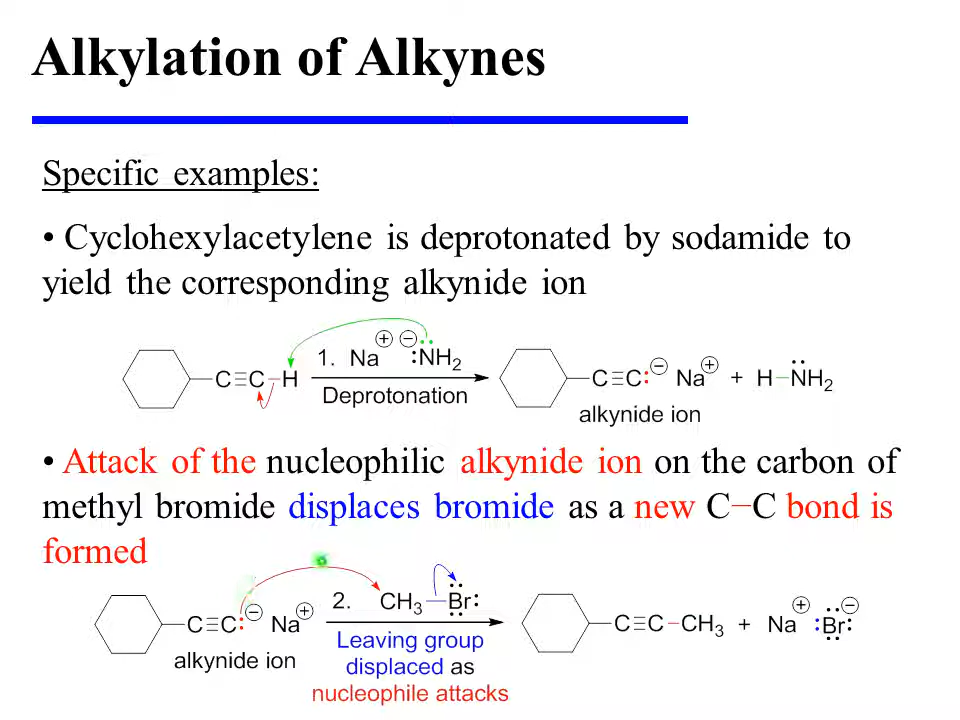 Alkylation of Alkynes
Specific examples:
• Cyclohexylacetylene is deprotonated by sodamide to
yield the corresponding alkynide ion
C≡C−H 1. Na ⊕ ⊖ :NH₂ C≡C: ⊖ Na ⊕ + H−NH₂
Deprotonation
alkynide ion
• Attack of the nucleophilic alkynide ion on the carbon of
methyl bromide displaces bromide as a new C−C bond is
formed
C≡C: ⊖ Na ⊕ 2. CH₃−Br: C≡C−CH₃ + Na ⊕ :Br: ⊖
alkynide ion
Leaving group
displaced as
nucleophile attacks